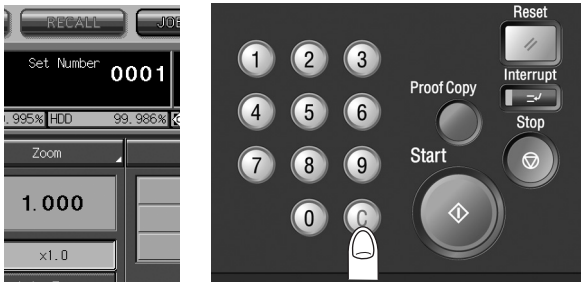 RECALL
JOB
Set Number 0001
.995% HDD 99.986%
Zoom
1.000
x1.0
Reset
Interrupt
Proof Copy
Stop
Start
1 2 3
4 5 6
7 8 9
0 C